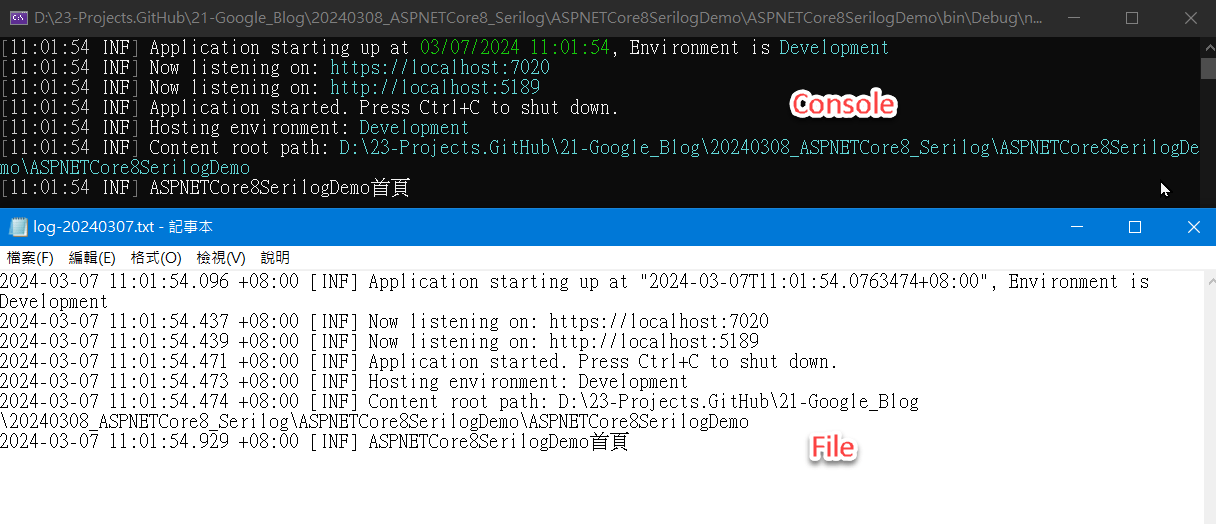 D:\23-Projects.GitHub\21-Google_Blog\20240308_ASPNETCore8_Serilog\ASPNETCore8SerilogDemo\ASPNETCore8SerilogDemo\bin\Debug\n...
[11:01:54 INF] Application starting up at 03/07/2024 11:01:54, Environment is Development
[11:01:54 INF] Now listening on: https://localhost:7020
[11:01:54 INF] Now listening on: http://localhost:5189
[11:01:54 INF] Application started. Press Ctrl+C to shut down.
Console
[11:01:54 INF] Hosting environment: Development
[11:01:54 INF] Content root path: D:\23-Projects.GitHub\21-Google_Blog\20240308_ASPNETCore8_Serilog\ASPNETCore8SerilogDe
mo\ASPNETCore8SerilogDemo
[11:01:54 INF] ASPNETCore8SerilogDemo首頁
log-20240307.txt - 記事本
檔案(F) 編輯(E) 格式(O) 檢視(V) 說明
2024-03-07 11:01:54.096 +08:00 [INF] Application starting up at "2024-03-07T11:01:54.0763474+08:00", Environment is
Development
2024-03-07 11:01:54.437 +08:00 [INF] Now listening on: https://localhost:7020
2024-03-07 11:01:54.439 +08:00 [INF] Now listening on: http://localhost:5189
2024-03-07 11:01:54.471 +08:00 [INF] Application started. Press Ctrl+C to shut down.
2024-03-07 11:01:54.473 +08:00 [INF] Hosting environment: Development
2024-03-07 11:01:54.474 +08:00 [INF] Content root path: D:\23-Projects.GitHub\21-Google_Blog
\20240308_ASPNETCore8_Serilog\ASPNETCore8SerilogDemo\ASPNETCore8SerilogDemo
2024-03-07 11:01:54.929 +08:00 [INF] ASPNETCore8SerilogDemo首頁
File